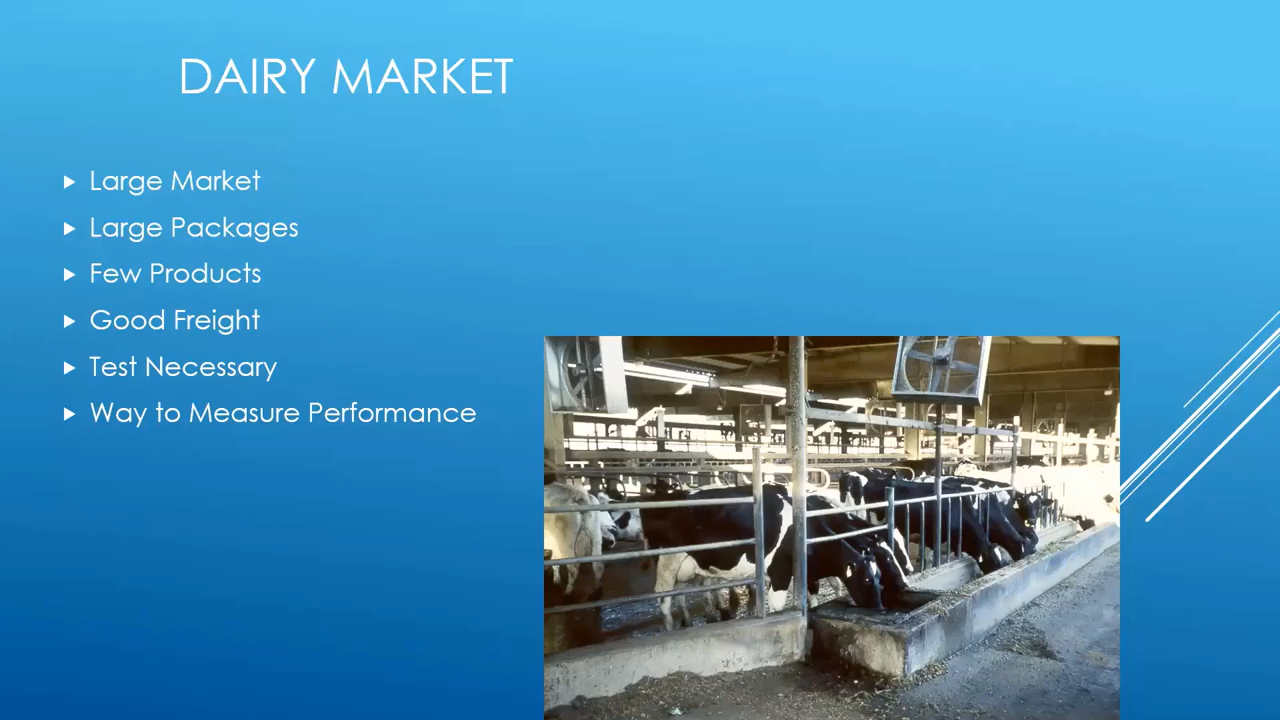 DAIRY MARKET
Large Market
Large Packages
Few Products
Good Freight
Test Necessary
Way to Measure Performance